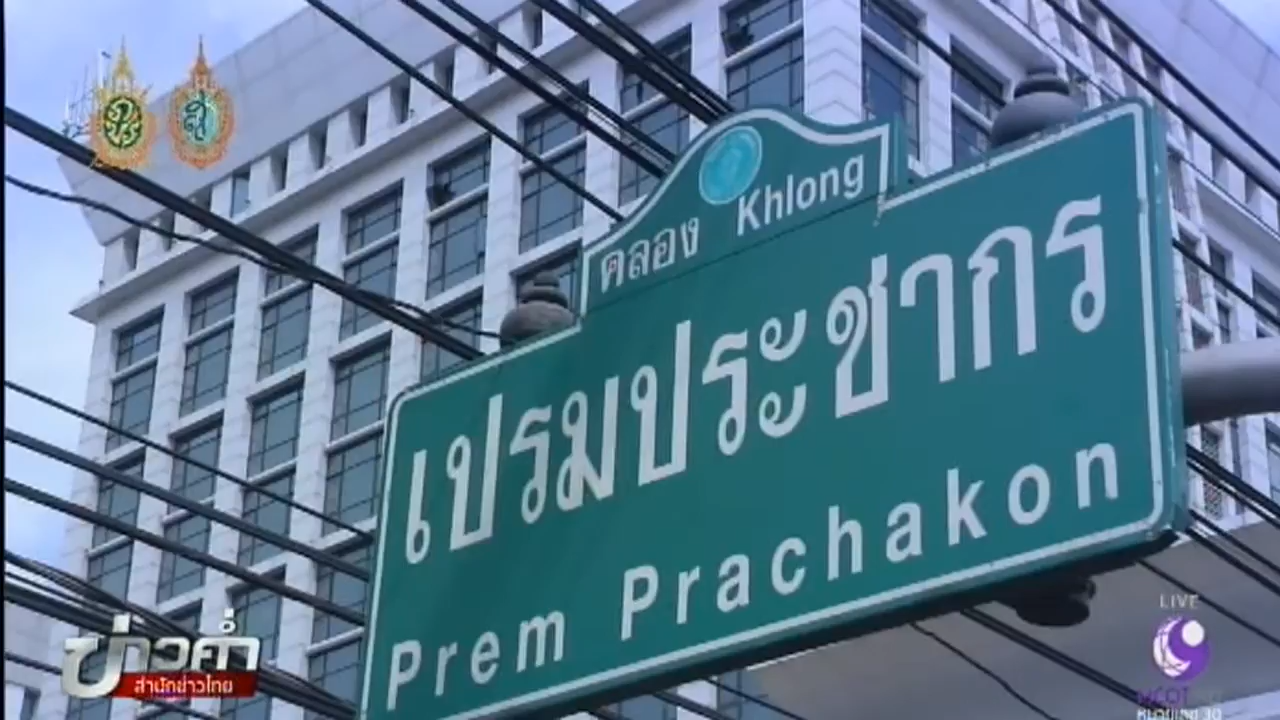 คลอง Khlong
เปรมประชากร
Prem Prachakon
ข่าวค่ำ
สำนักข่าวไทย
LIVE
MCOT